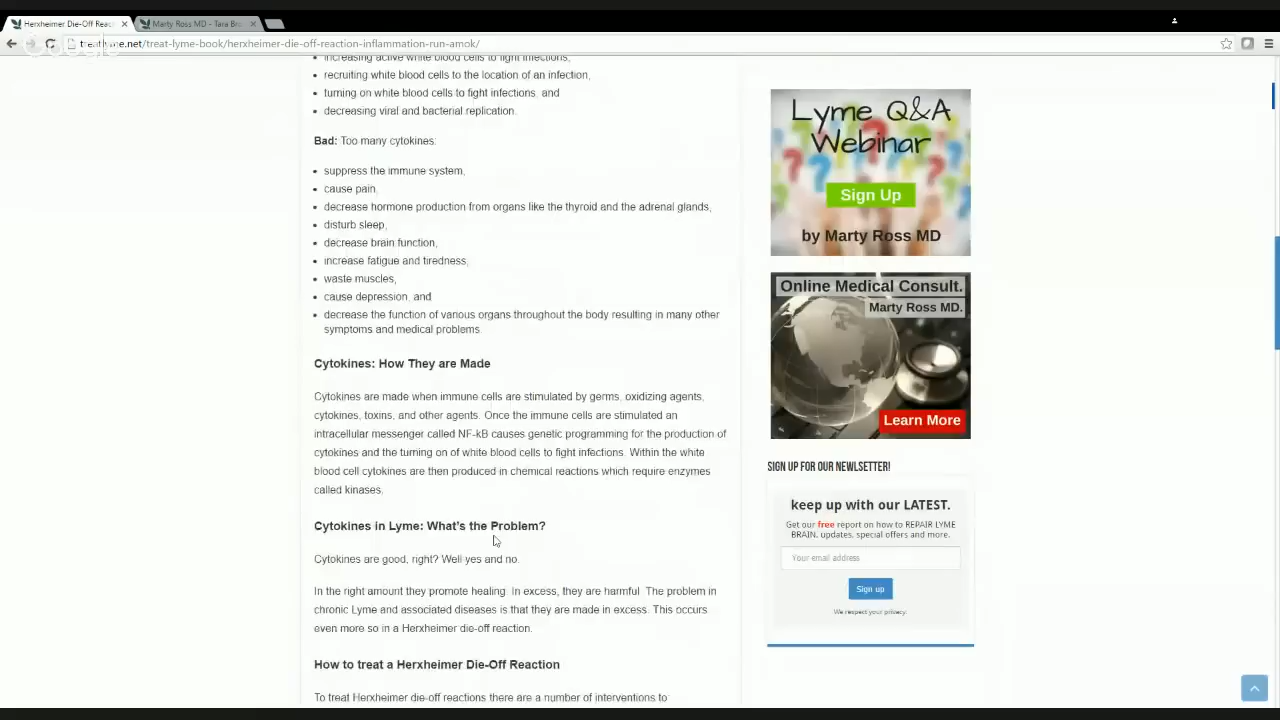 Herxheimer Die-Off Reac
Marty Ross MD - Tara Bro
treatlyme.net/treat-lyme-book/herxheimer-die-off-reaction-inflammation-run-amok/
increasing active white blood cells to fight infections,
recruiting white blood cells to the location of an infection,
turning on white blood cells to fight infections, and
decreasing viral and bacterial replication.
Bad: Too many cytokines:
suppress the immune system,
cause pain,
decrease hormone production from organs like the thyroid and the adrenal glands,
disturb sleep,
decrease brain function,
increase fatigue and tiredness,
waste muscles,
cause depression, and
decrease the function of various organs throughout the body resulting in many other
symptoms and medical problems
Cytokines: How They are Made
Cytokines are made when immune cells are stimulated by germs, oxidizing agents,
cytokines, toxins, and other agents. Once the immune cells are stimulated an
intracellular messenger called NF-kB causes genetic programming for the production of
cytokines and the turning on of white blood cells to fight infections. Within the white
blood cell cytokines are then produced in chemical reactions which require enzymes
called kinases.
Cytokines in Lyme: What's the Problem?
Cytokines are good, right? Well yes and no.
In the right amount they promote healing. In excess, they are harmful. The problem in
chronic Lyme and associated diseases is that they are made in excess. This occurs
even more so in a Herxheimer die-off reaction.
How to treat a Herxheimer Die-Off Reaction
To treat Herxheimer die-off reactions there are a number of interventions to:
Lyme Q&A
Webinar
Sign Up
by Marty Ross MD
Online Medical Consult.
Marty Ross MD.
Learn More
SIGN UP FOR OUR NEWLSETTER!
keep up with our LATEST.
Get our free report on how to REPAIR LYME
BRAIN, updates, special offers and more.
Your email address
Sign up
We respect your privacy.